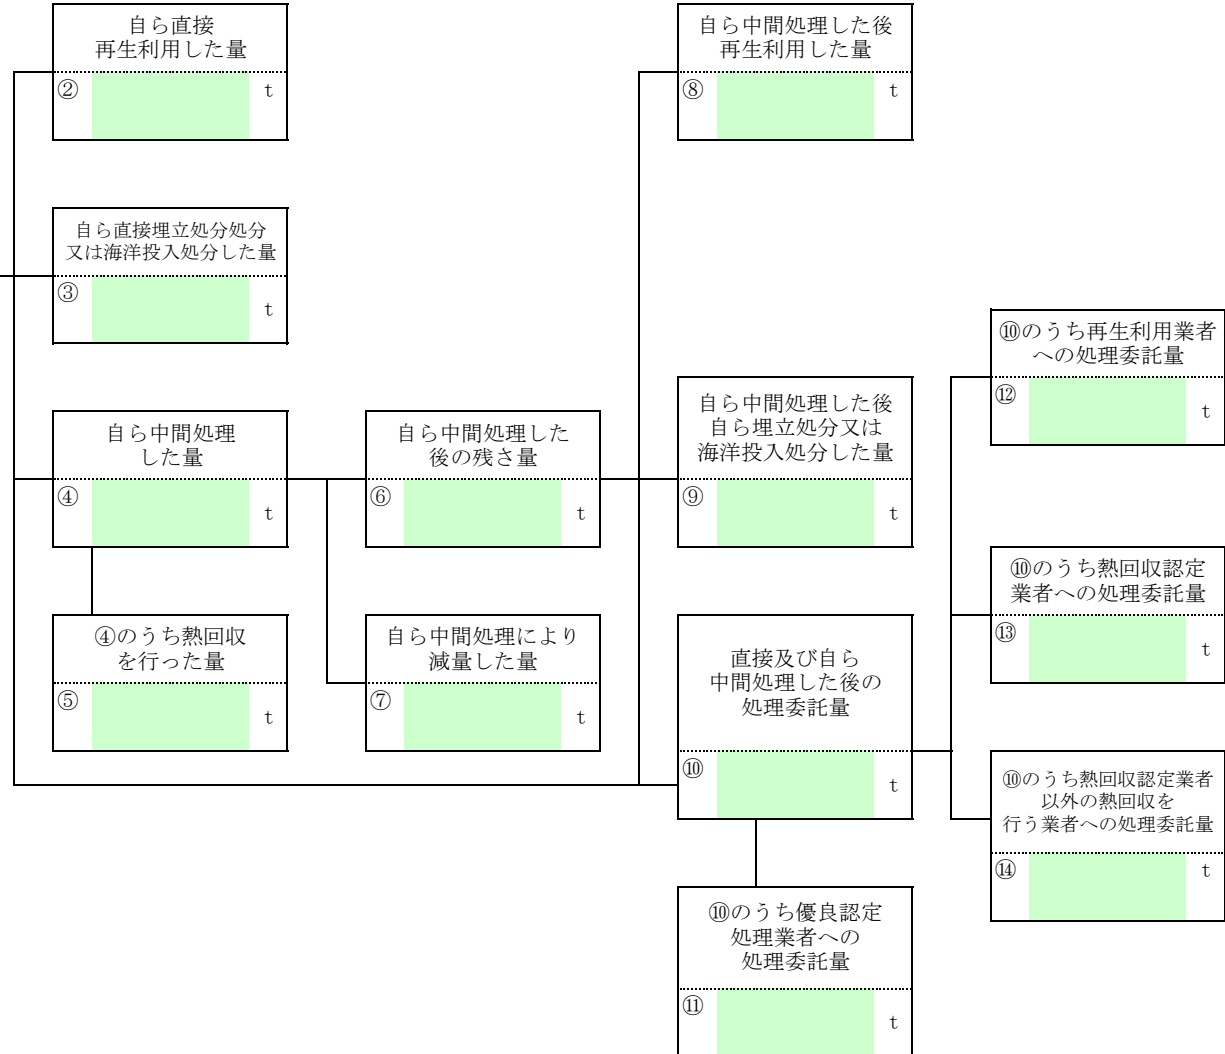 自ら直接
再生利用した量
②
t
自ら中間処理した後
再生利用した量
⑧
t
自ら直接埋立処分処分
又は海洋投入処分した量
③
t
⑩のうち再生利用業者
への処理委託量
⑫
t
自ら中間処理
した量
④
t
自ら中間処理した
後の残さ量
⑥
t
自ら中間処理した後
自ら埋立処分又は
海洋投入処分した量
⑨
t
⑩のうち熱回収認定
業者への処理委託量
⑬
t
④のうち熱回収
を行った量
⑤
t
自ら中間処理により
減量した量
⑦
t
直接及び自ら
中間処理した後の
処理委託量
⑩
t
⑩のうち熱回収認定業者
以外の熱回収を
行う業者への処理委託量
⑭
t
⑩のうち優良認定
処理業者への
処理委託量
⑪
t